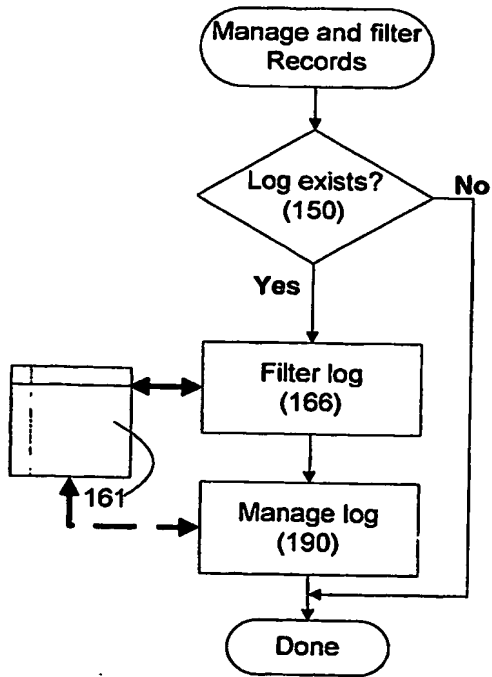 Manage and filter
Records
Log exists?
(150)
No
Yes
Filter log
(166)
161
Manage log
(190)
Done